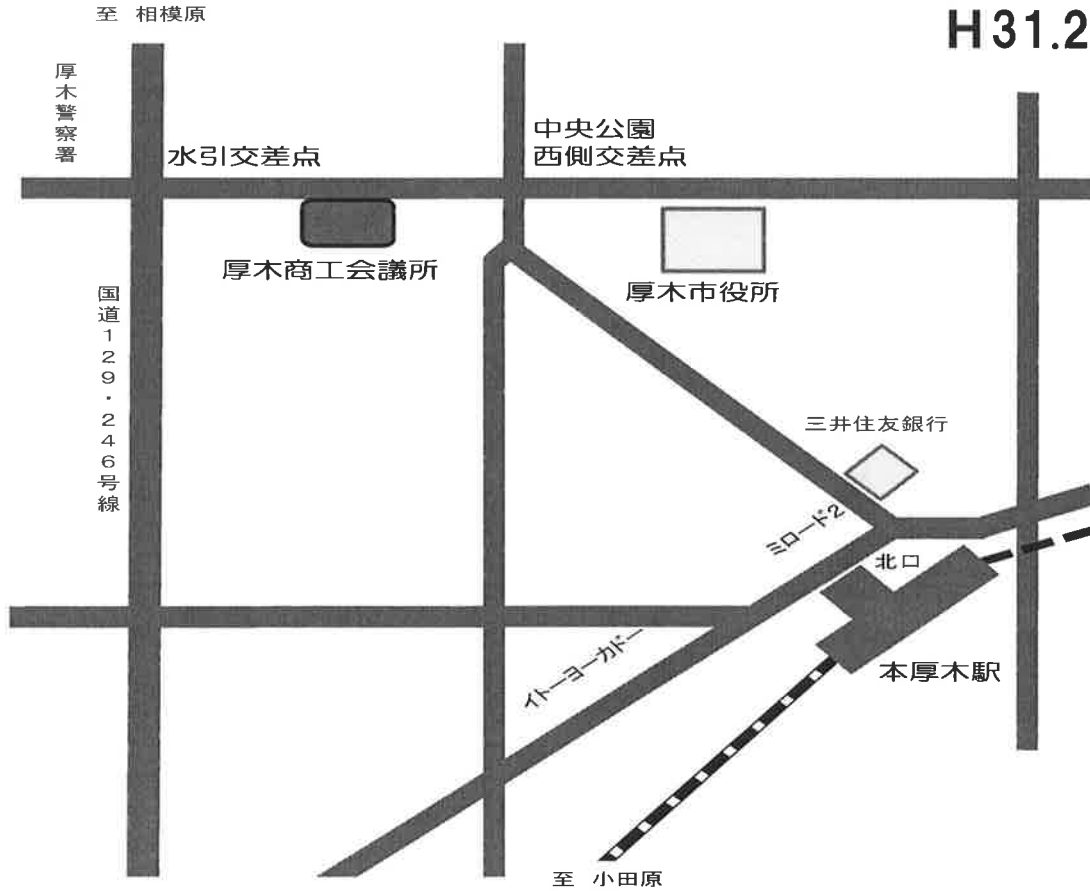 至 相模原
H31.2
厚木警察署
水引交差点
中央公園
西側交差点
厚木商工会議所
厚木市役所
国道129・246号線
三井住友銀行
ミロード2
北口
イトーヨーカドー
本厚木駅
至 小田原